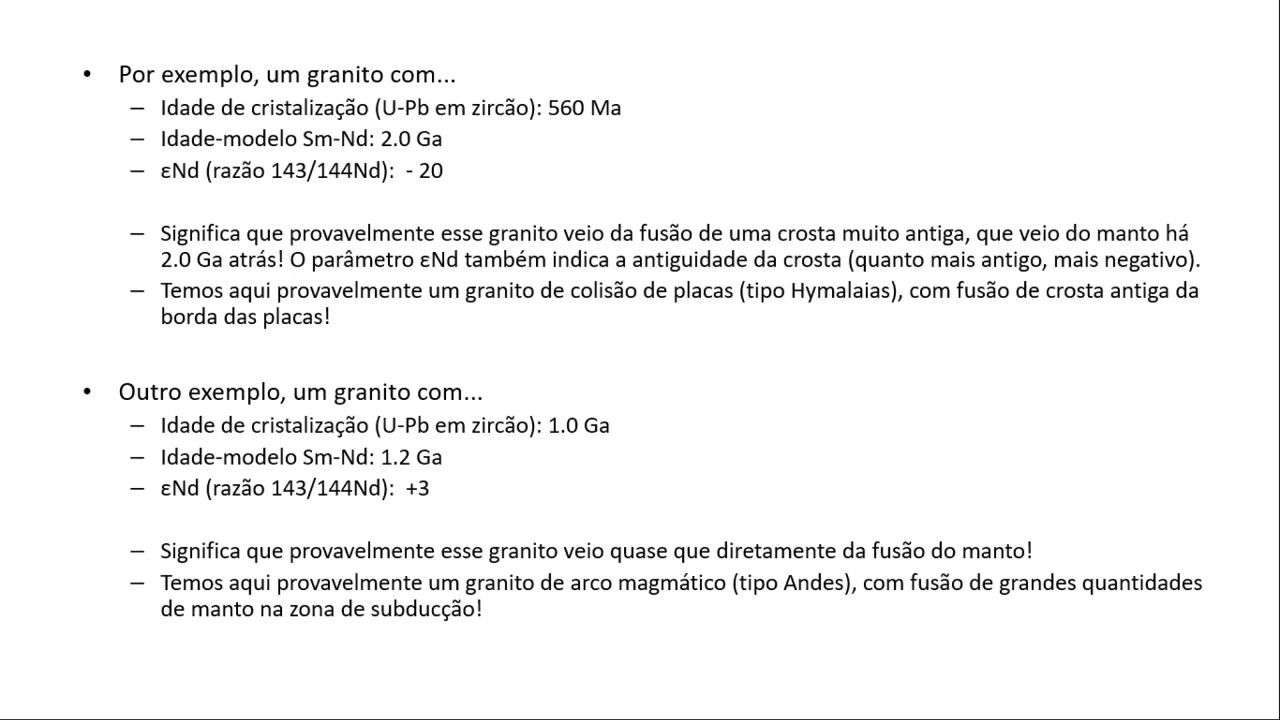 • Por exemplo, um granito com...
– Idade de cristalização (U-Pb em zircão): 560 Ma
– Idade-modelo Sm-Nd: 2.0 Ga
– εNd (razão 143/144Nd):  - 20
– Significa que provavelmente esse granito veio da fusão de uma crosta muito antiga, que veio do manto há
2.0 Ga atrás! O parâmetro εNd também indica a antiguidade da crosta (quanto mais antigo, mais negativo).
– Temos aqui provavelmente um granito de colisão de placas (tipo Hymalaias), com fusão de crosta antiga da
borda das placas!
• Outro exemplo, um granito com...
– Idade de cristalização (U-Pb em zircão): 1.0 Ga
– Idade-modelo Sm-Nd: 1.2 Ga
– εNd (razão 143/144Nd):  +3
– Significa que provavelmente esse granito veio quase que diretamente da fusão do manto!
– Temos aqui provavelmente um granito de arco magmático (tipo Andes), com fusão de grandes quantidades
de manto na zona de subducção!